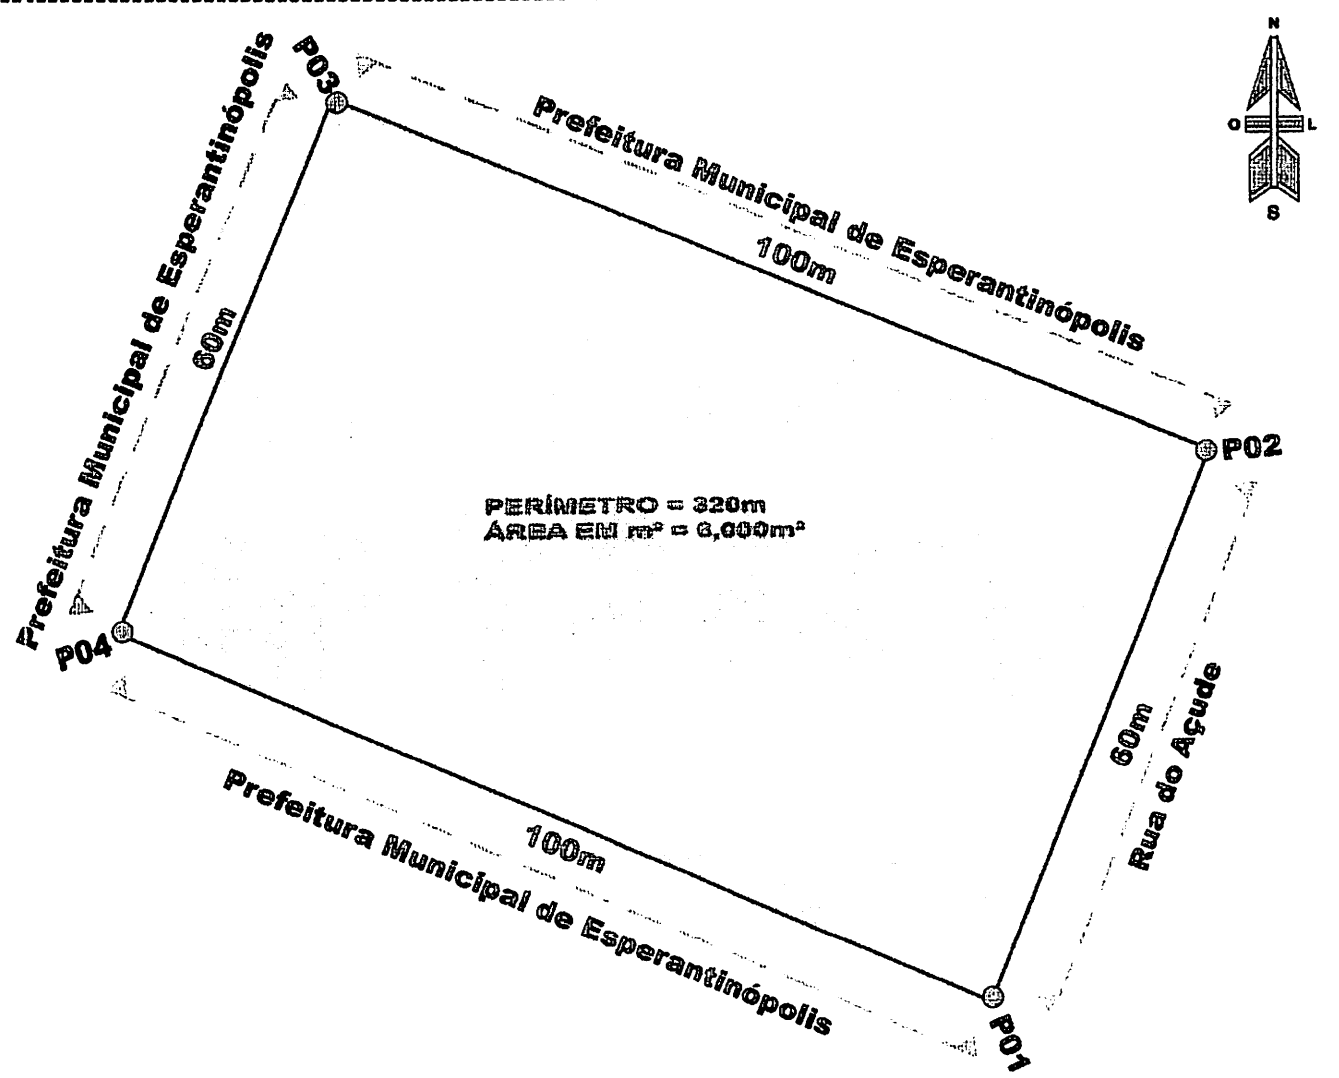 N
O L
S
P03
Prefeitura Municipal de Esperantinópolis
100m
Prefeitura Municipal de Esperantinópolis
60m
P02
PERÍMETRO = 320m
ÁREA EM m² = 6,000m²
P04
60m
Rua do Açude
100m
Prefeitura Municipal de Esperantinópolis
P01